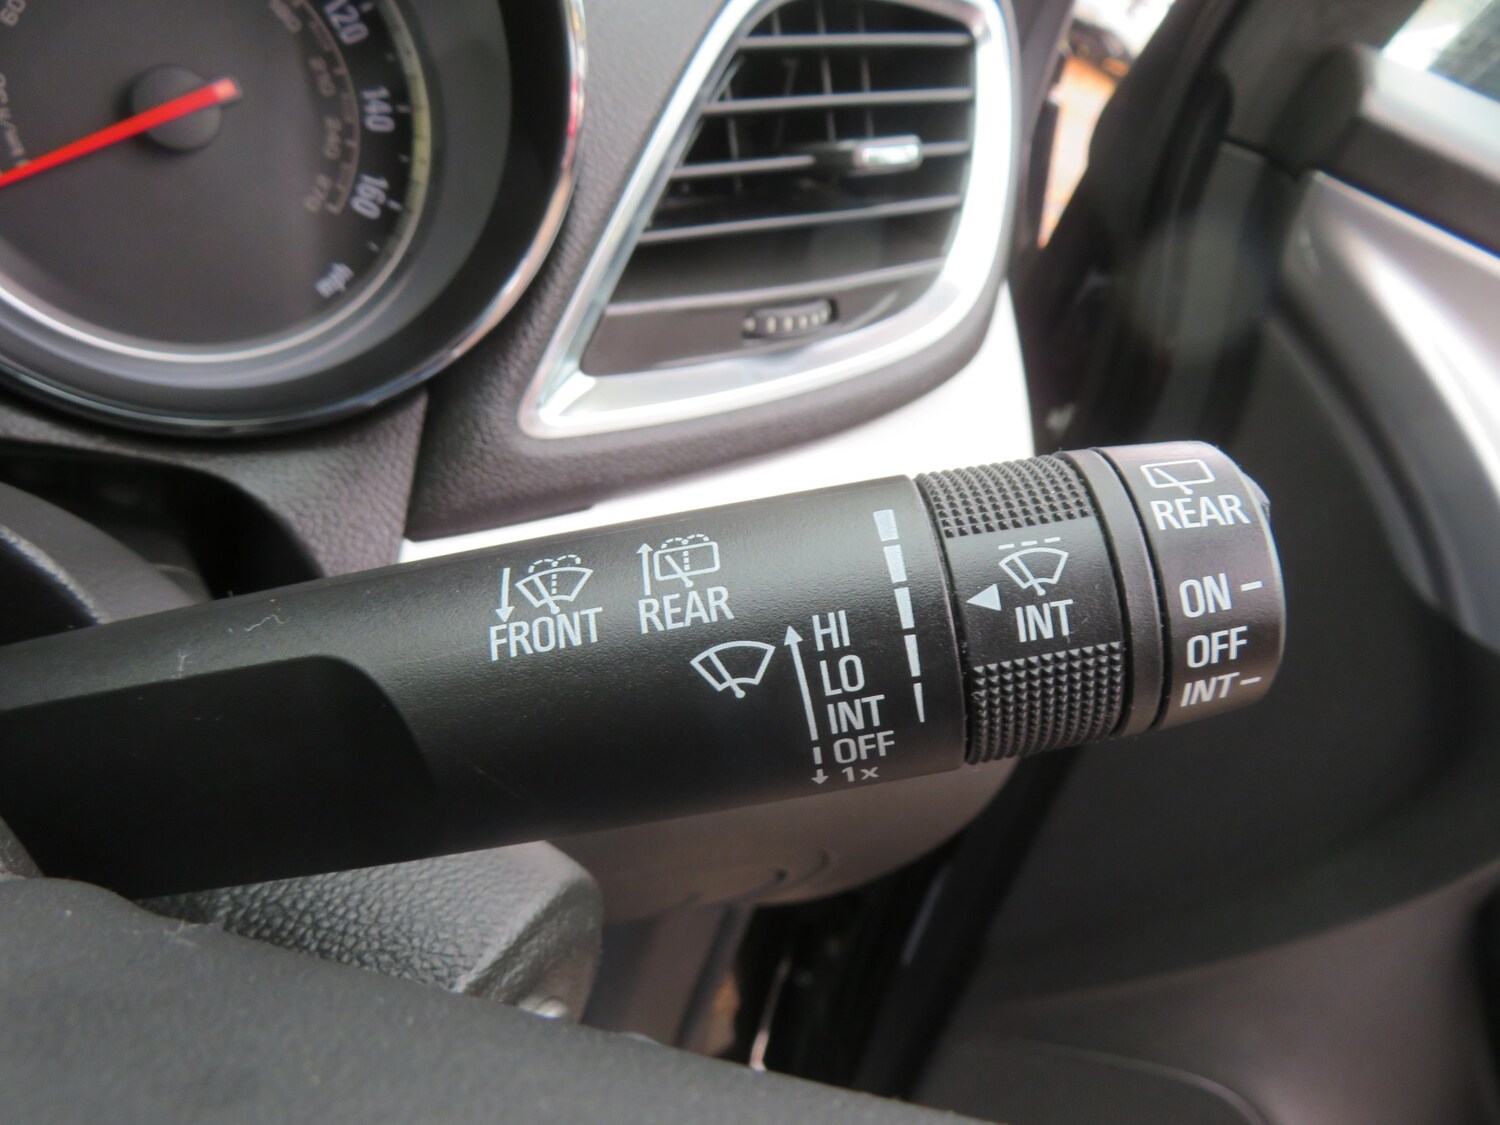 120
140
160
mph
FRONT
REAR
HI
LO
INT
OFF
1x
INT
REAR
ON
OFF
INT